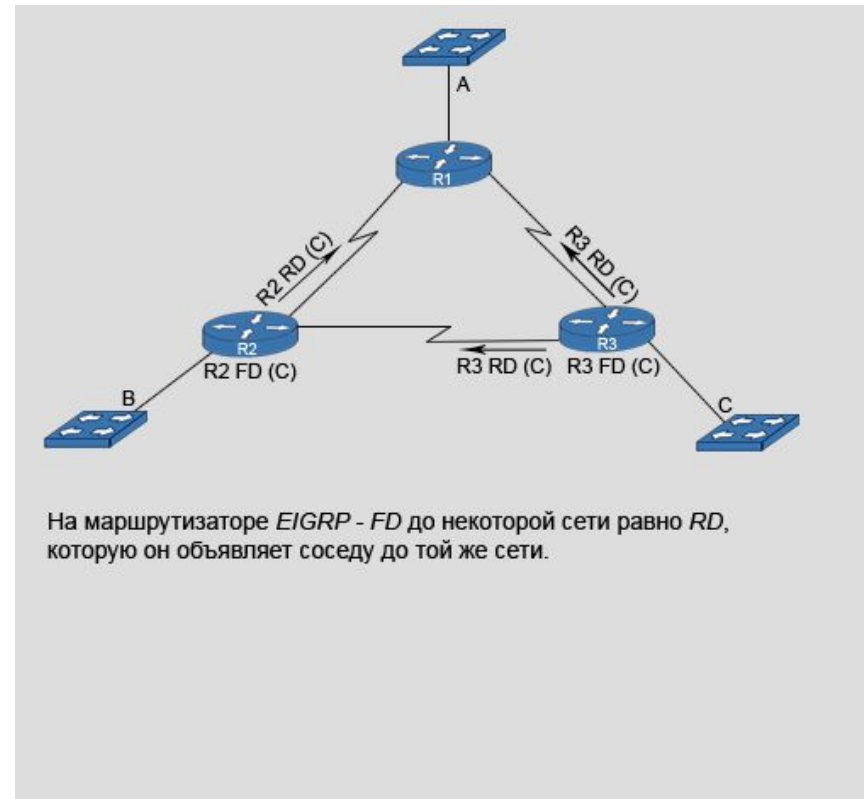 A
R1
R2 RD (C)
R3 RD (C)
R2
R3
R2 FD (C)
R3 RD (C)
R3 FD (C)
B
C
На маршрутизаторе EIGRP - FD до некоторой сети равно RD,
которую он объявляет соседу до той же сети.